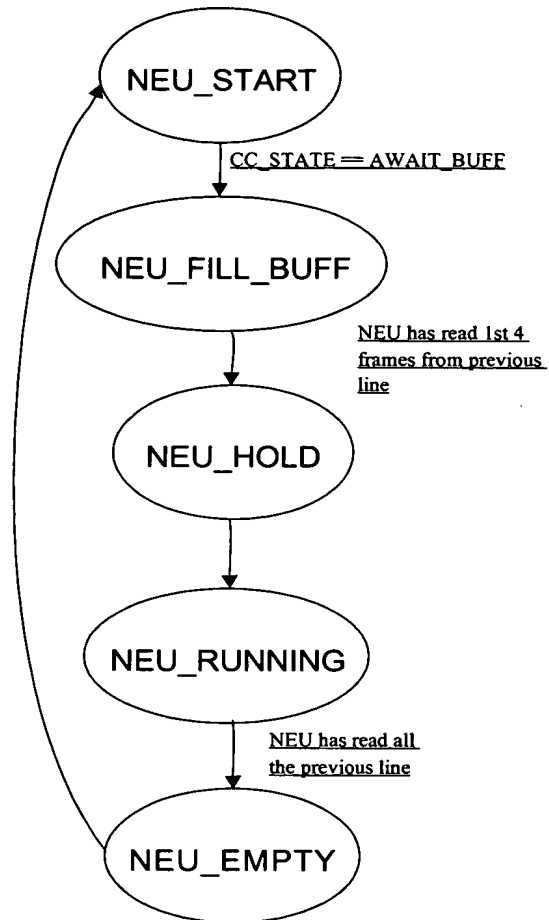 NEU_START
CC_STATE == AWAIT_BUFF
NEU_FILL_BUFF
NEU has read 1st 4
frames from previous
line
NEU_HOLD
NEU_RUNNING
NEU has read all
the previous line
NEU_EMPTY